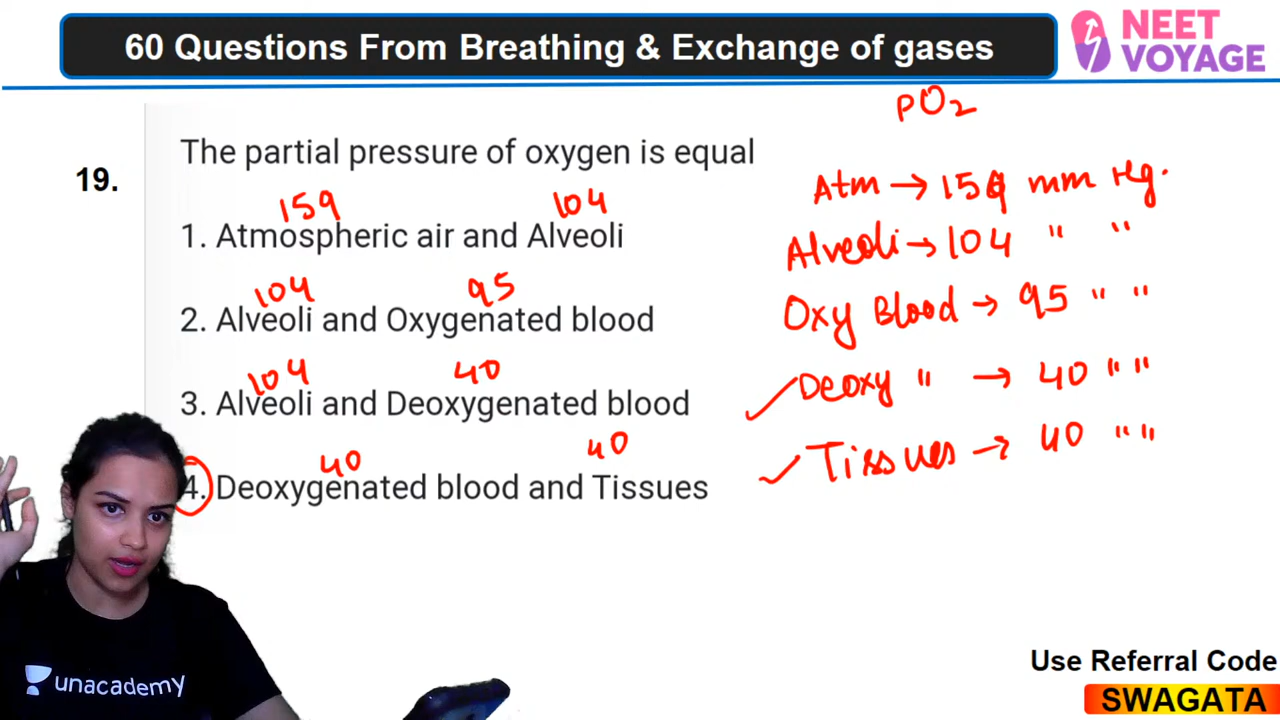 60 Questions From Breathing & Exchange of gases
NEET
VOYAGE
pO2
19.
The partial pressure of oxygen is equal
159 104
1. Atmospheric air and Alveoli
104 95
2. Alveoli and Oxygenated blood
104 40
3. Alveoli and Deoxygenated blood
40 40
4. Deoxygenated blood and Tissues
Atm → 159 mm Hg.
Alveoli → 104 " "
Oxy Blood → 95 " "
Deoxy " → 40 " "
Tissues → 40 " "
unacademy
Use Referral Code
SWAGATA